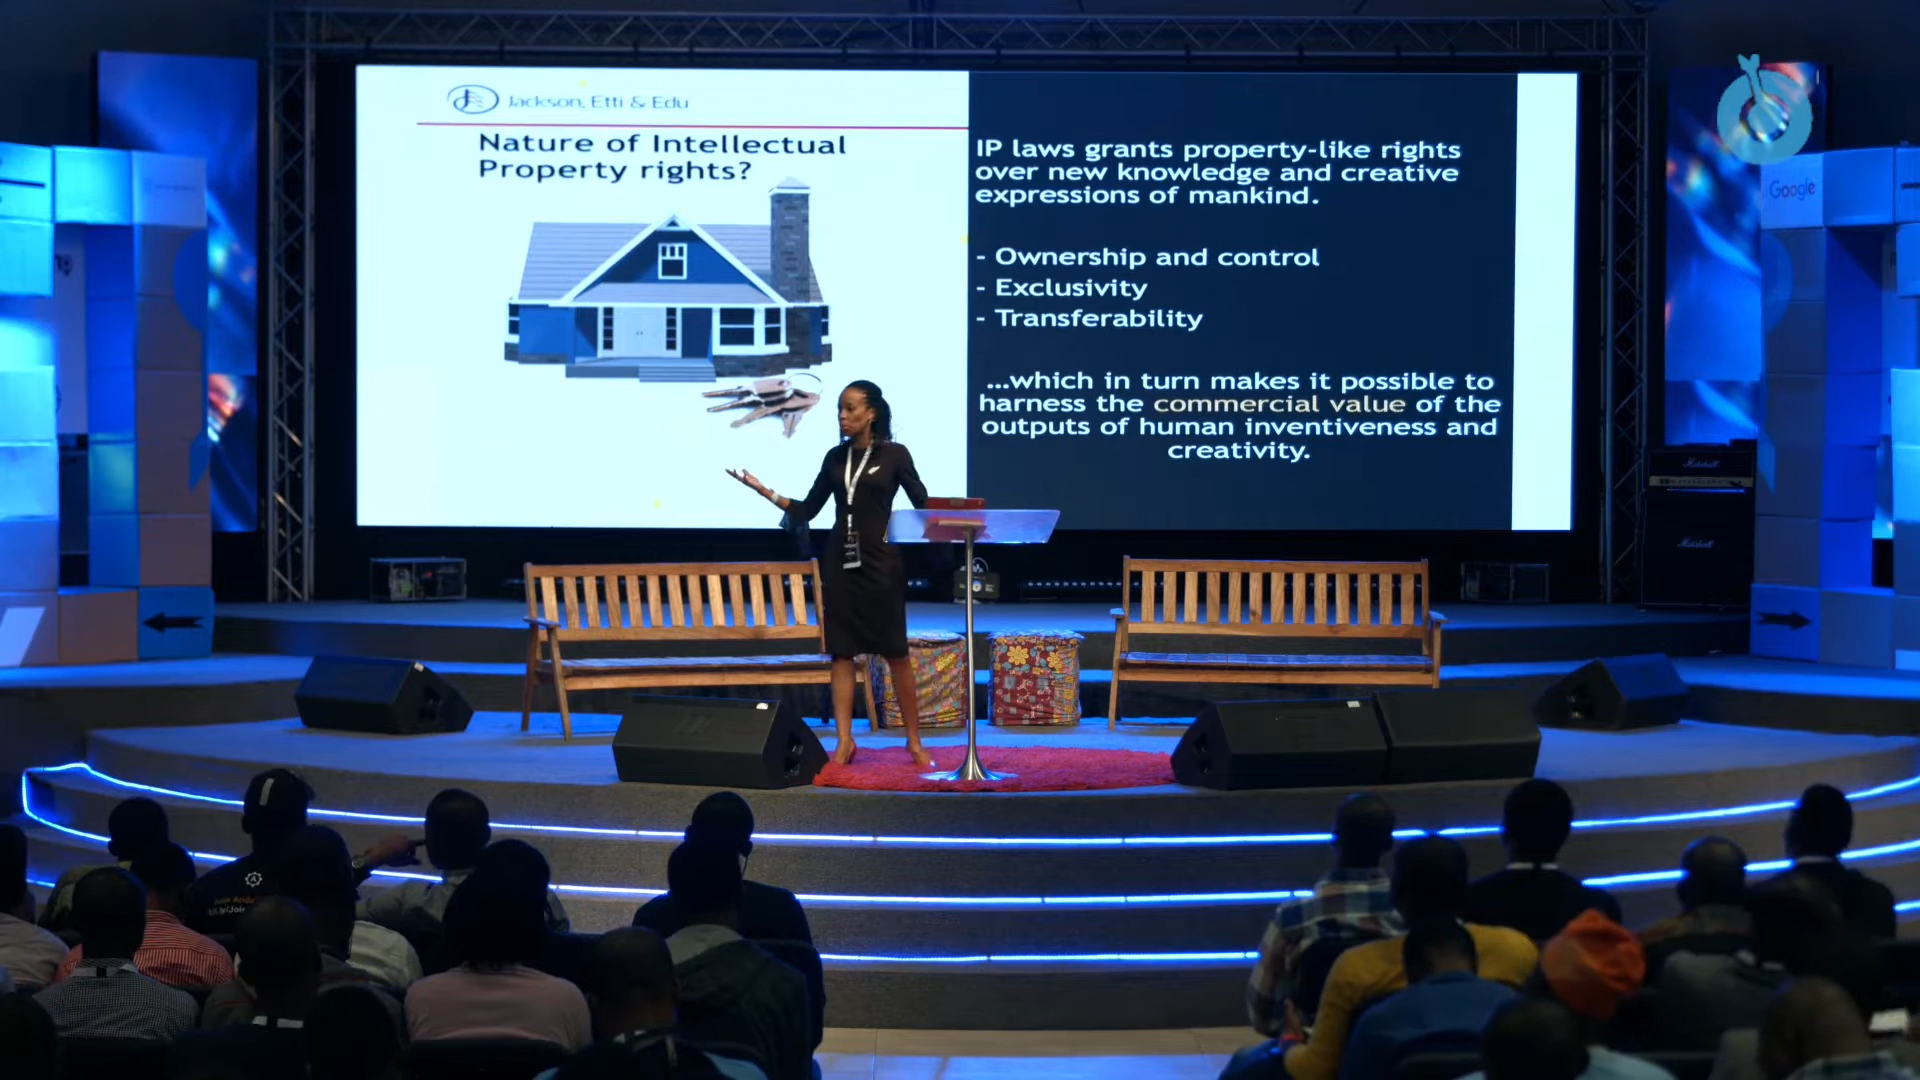 Jackson, Etti & Edu
Nature of Intellectual
Property rights?
IP laws grants property-like rights
over new knowledge and creative
expressions of mankind.
- Ownership and control
- Exclusivity
- Transferability
...which in turn makes it possible to
harness the commercial value of the
outputs of human inventiveness and
creativity.
Google
Marshall
Marshall